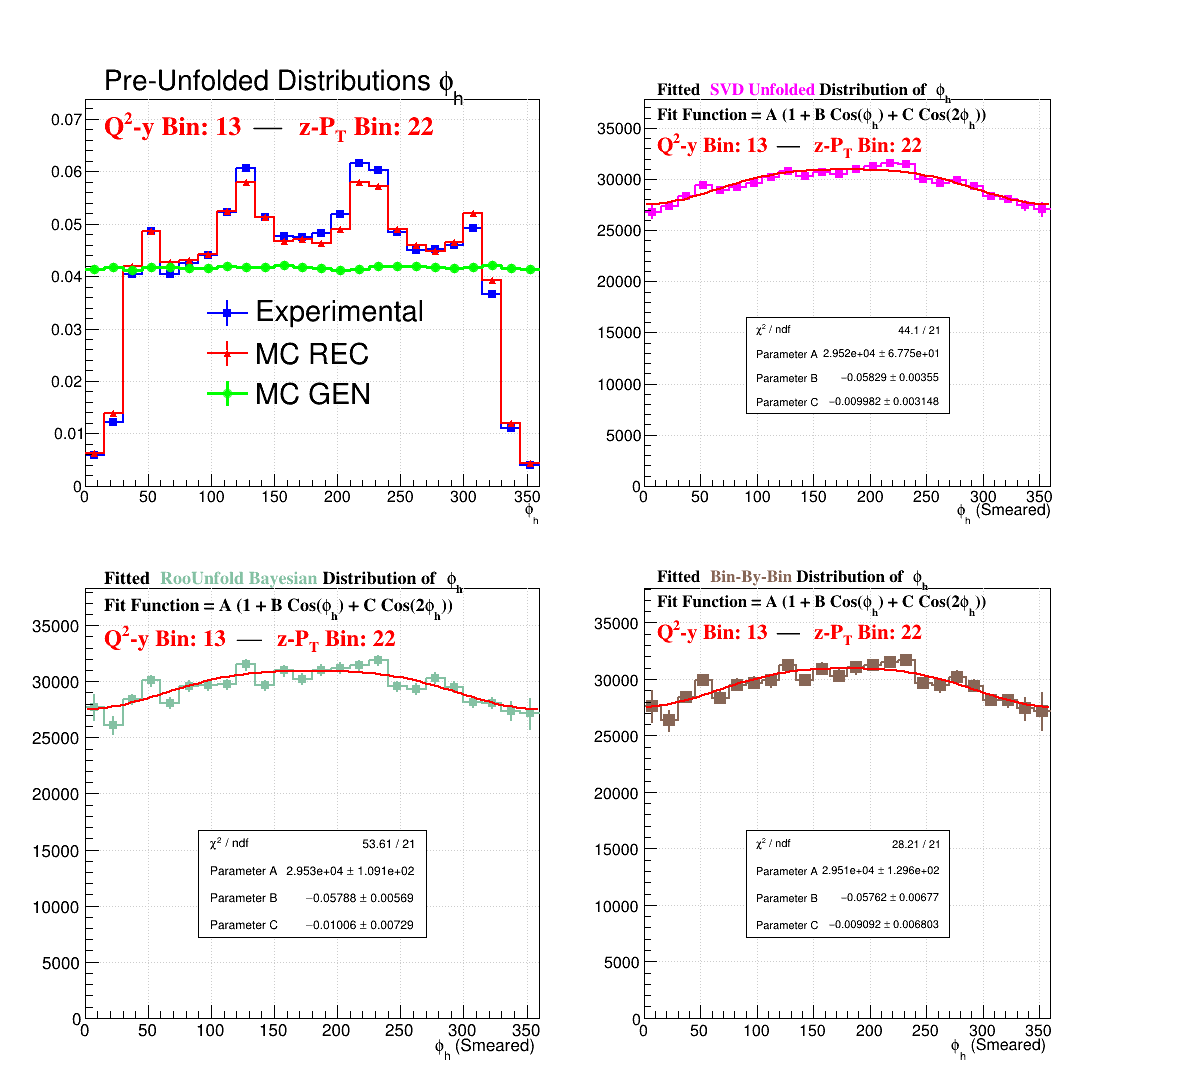 Pre-Unfolded Distributions ϕh
Q²-y Bin: 13 — z-PT Bin: 22
0.07
0.06
0.05
0.04
0.03
0.02
0.01
0
Experimental
MC REC
MC GEN
0 50 100 150 200 250 300 350
ϕh
Fitted SVD Unfolded Distribution of ϕh
Fit Function = A (1 + B Cos(ϕh) + C Cos(2ϕh))
Q²-y Bin: 13 — z-PT Bin: 22
35000
30000
25000
20000
15000
10000
5000
0
χ² / ndf 44.1 / 21
Parameter A 2.952e+04 ± 6.775e+01
Parameter B −0.05829 ± 0.00355
Parameter C −0.009982 ± 0.003148
0 50 100 150 200 250 300 350
ϕh (Smeared)
Fitted RooUnfold Bayesian Distribution of ϕh
Fit Function = A (1 + B Cos(ϕh) + C Cos(2ϕh))
Q²-y Bin: 13 — z-PT Bin: 22
35000
30000
25000
20000
15000
10000
5000
0
χ² / ndf 53.61 / 21
Parameter A 2.953e+04 ± 1.091e+02
Parameter B −0.05788 ± 0.00569
Parameter C −0.01006 ± 0.00729
0 50 100 150 200 250 300 350
ϕh (Smeared)
Fitted Bin-By-Bin Distribution of ϕh
Fit Function = A (1 + B Cos(ϕh) + C Cos(2ϕh))
Q²-y Bin: 13 — z-PT Bin: 22
35000
30000
25000
20000
15000
10000
5000
0
χ² / ndf 28.21 / 21
Parameter A 2.951e+04 ± 1.296e+02
Parameter B −0.05762 ± 0.00677
Parameter C −0.009092 ± 0.006803
0 50 100 150 200 250 300 350
ϕh (Smeared)